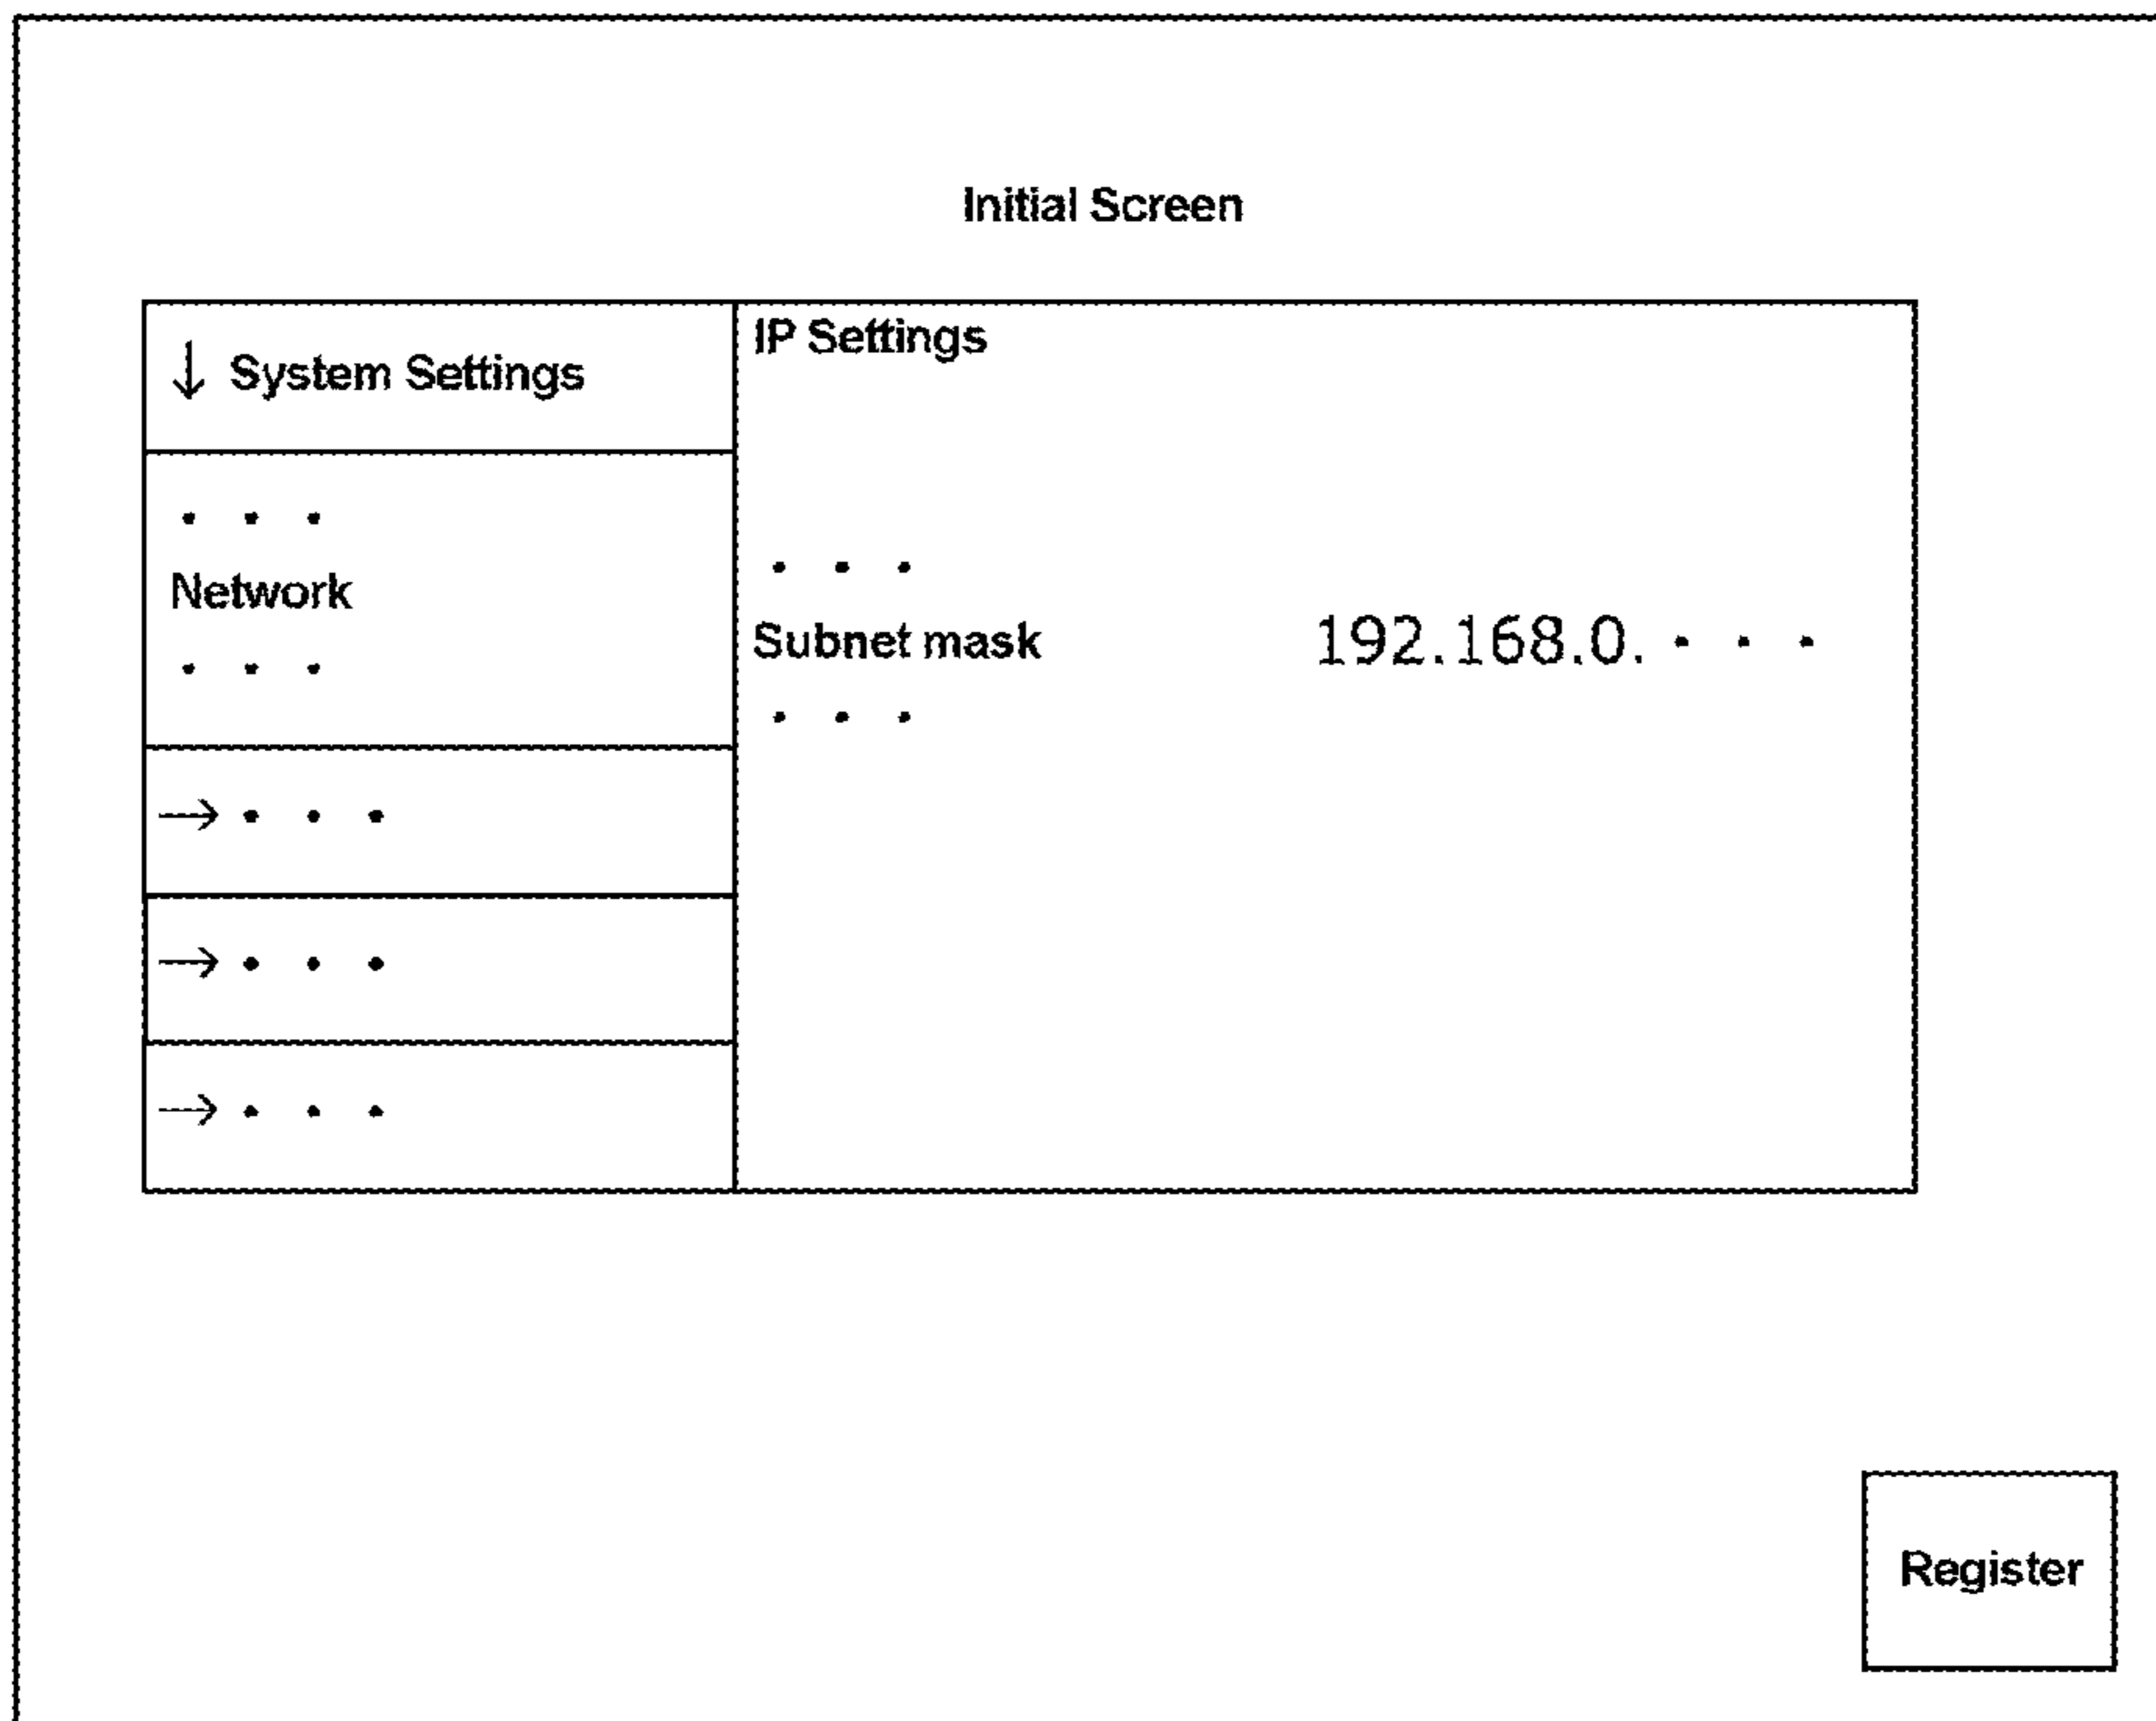 Initial Screen
↓ System Settings
. . .
Network
. . .
→ . . .
→ . . .
→ . . .
IP Settings
. . .
Subnet mask 192.168.0. . . .
. . .
Register